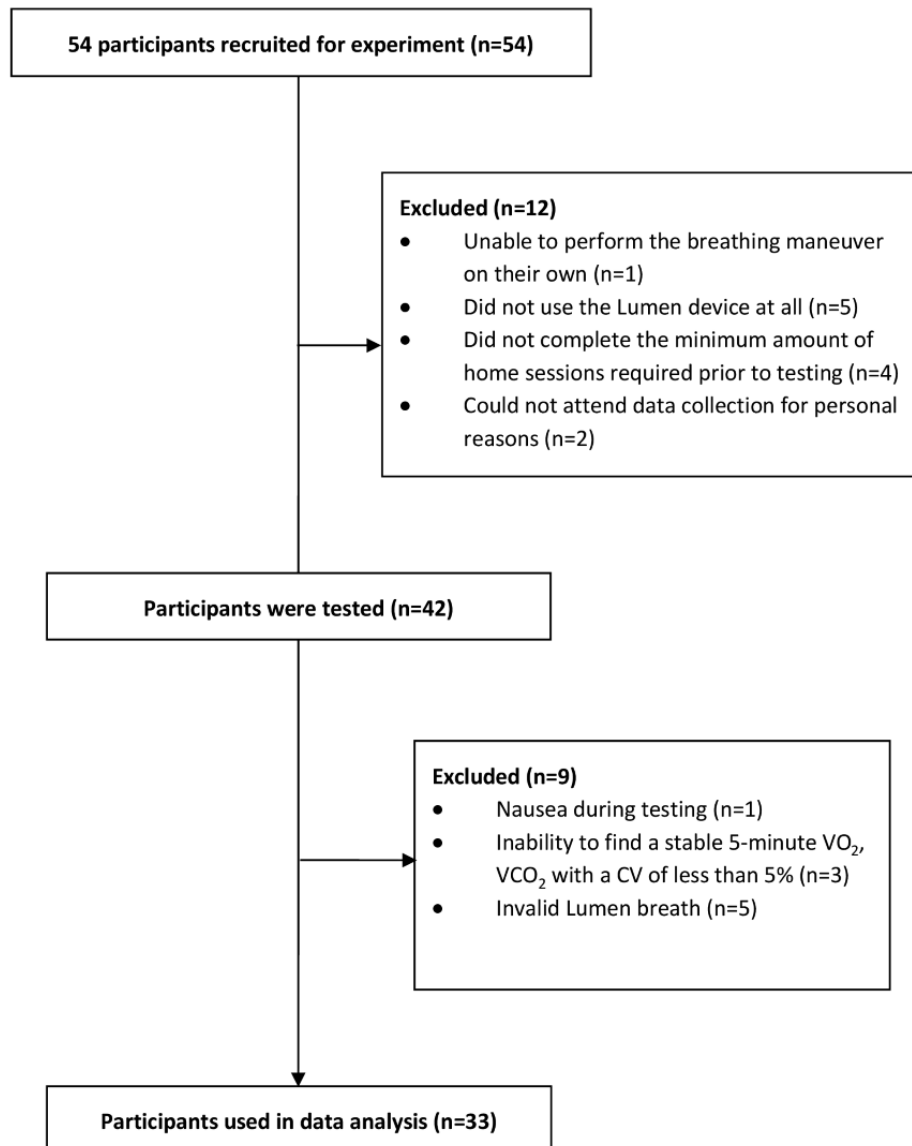 54 participants recruited for experiment (n=54)
Excluded (n=12)
● Unable to perform the breathing maneuver
on their own (n=1)
● Did not use the Lumen device at all (n=5)
● Did not complete the minimum amount of
home sessions required prior to testing (n=4)
● Could not attend data collection for personal
reasons (n=2)
Participants were tested (n=42)
Excluded (n=9)
● Nausea during testing (n=1)
● Inability to find a stable 5-minute VO₂,
VCO₂ with a CV of less than 5% (n=3)
● Invalid Lumen breath (n=5)
Participants used in data analysis (n=33)